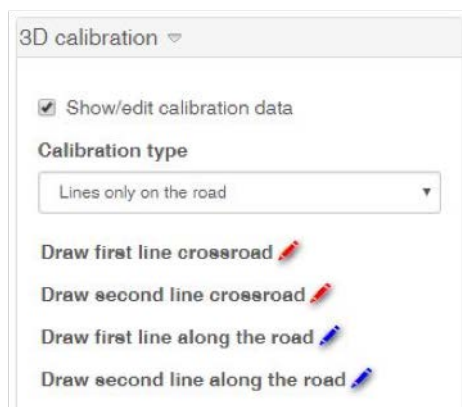 3D calibration
Show/edit calibration data
Calibration type
Lines only on the road
Draw first line crossroad
Draw second line crossroad
Draw first line along the road
Draw second line along the road